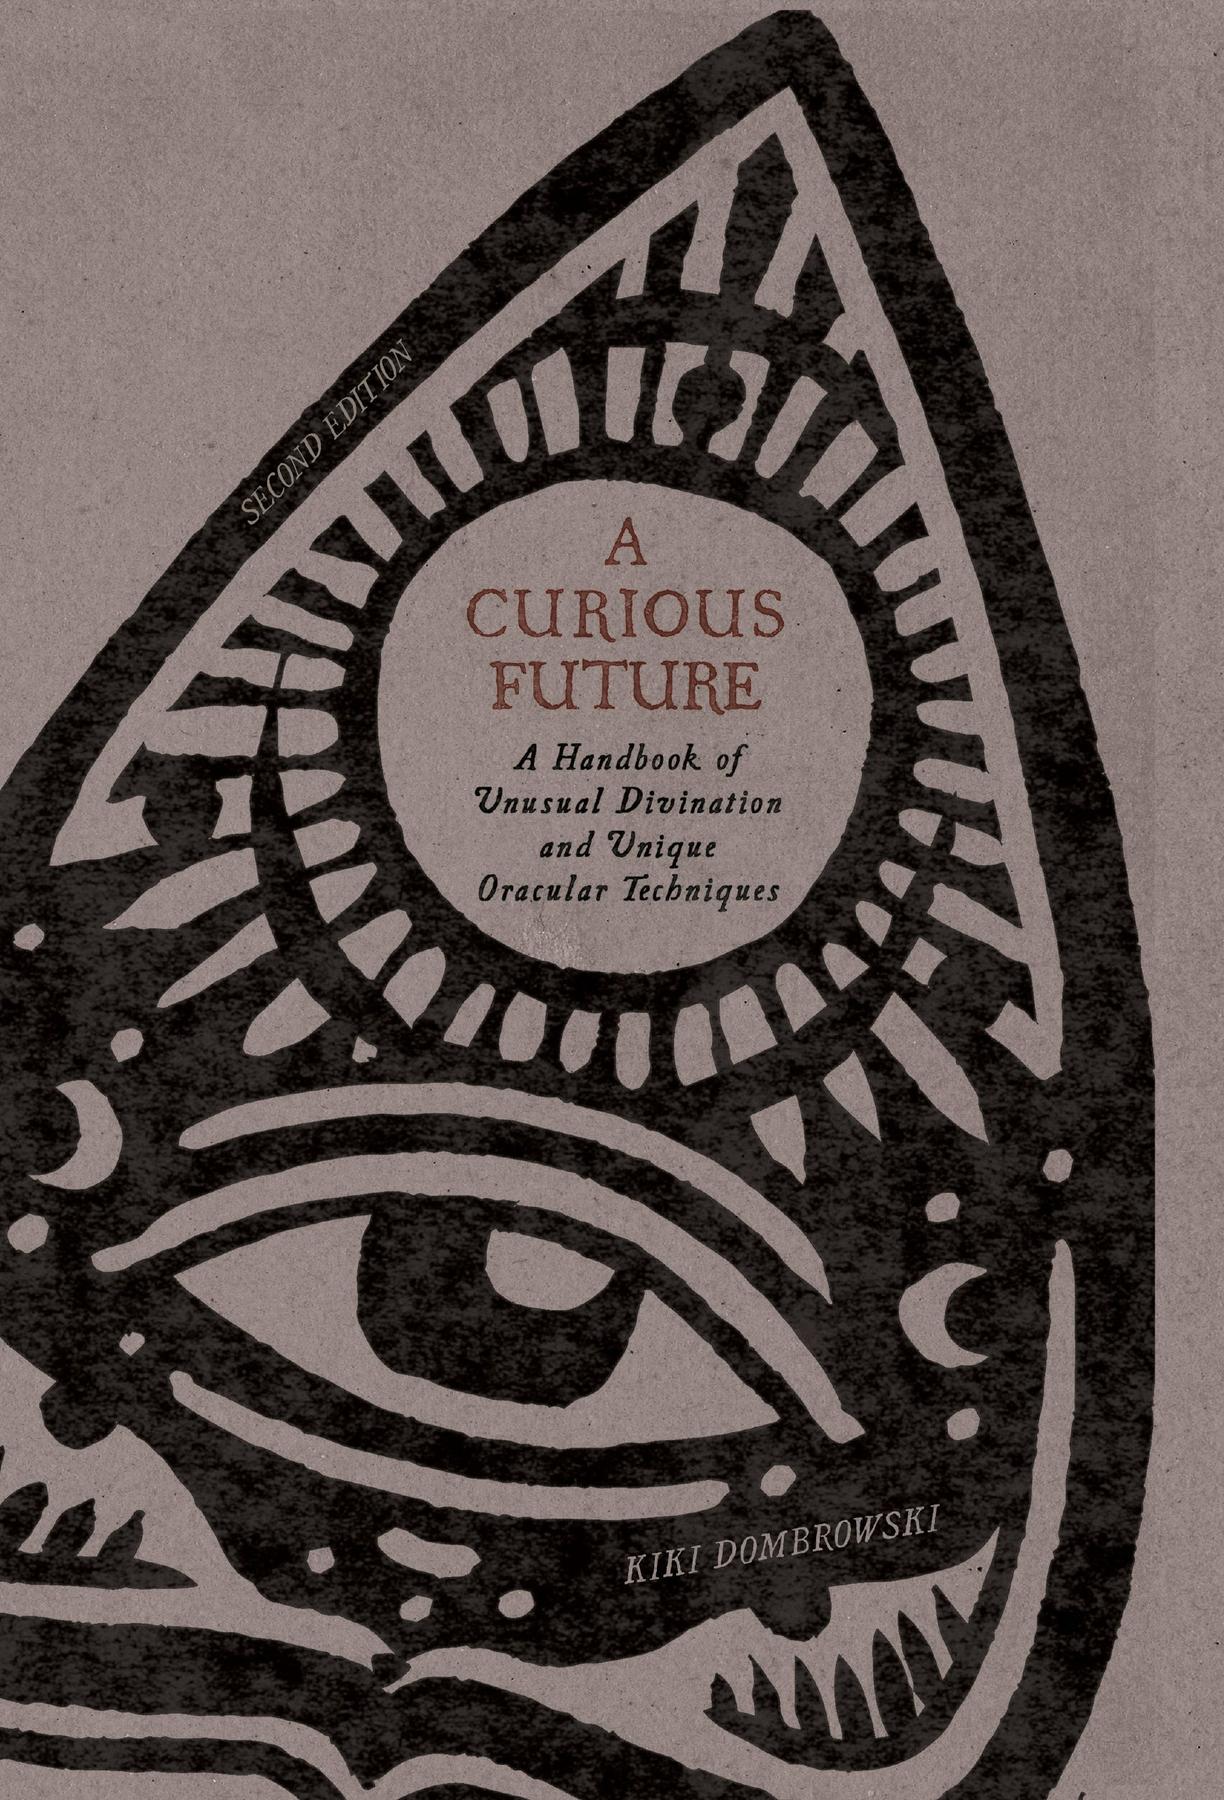 SECOND EDITION
A
CURIOUS
FUTURE
A Handbook of
Unusual Divination
and Unique
Oracular Techniques
KIKI DOMBROWSKI